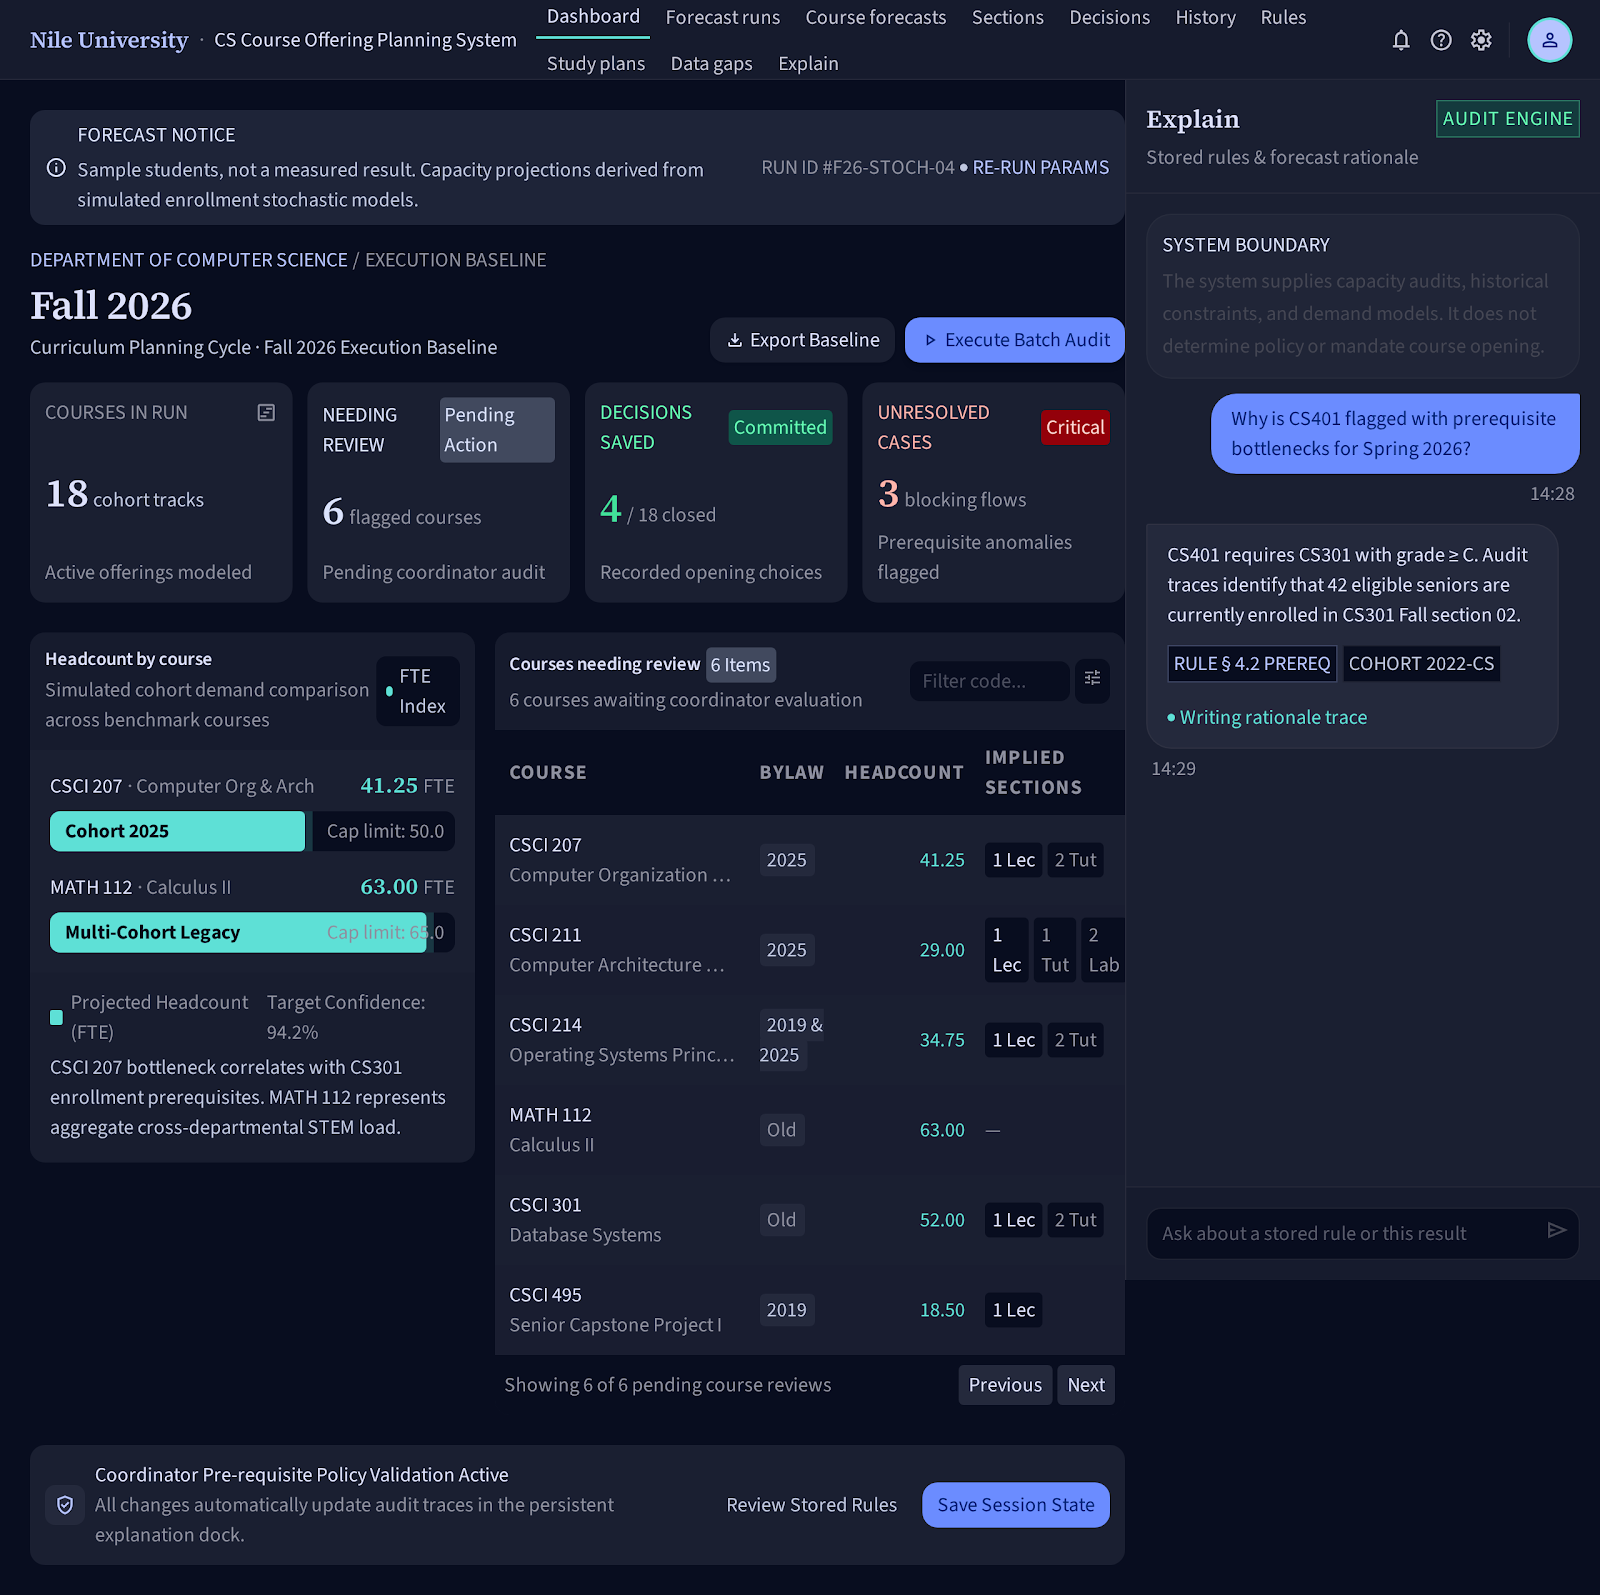 Nile University · CS Course Offering Planning System
Dashboard Forecast runs Course forecasts Sections Decisions History Rules
Study plans Data gaps Explain
FORECAST NOTICE
Sample students, not a measured result. Capacity projections derived from
simulated enrollment stochastic models.
RUN ID #F26-STOCH-04 • RE-RUN PARAMS
DEPARTMENT OF COMPUTER SCIENCE / EXECUTION BASELINE
Fall 2026
Curriculum Planning Cycle · Fall 2026 Execution Baseline
Export Baseline
Execute Batch Audit
COURSES IN RUN
18 cohort tracks
Active offerings modeled
NEEDING
REVIEW
Pending
Action
6 flagged courses
Pending coordinator audit
DECISIONS
SAVED
Committed
4 / 18 closed
Recorded opening choices
UNRESOLVED
CASES
Critical
3 blocking flows
Prerequisite anomalies
flagged
Headcount by course
Simulated cohort demand comparison
across benchmark courses
FTE
Index
CSCI 207 · Computer Org & Arch 41.25 FTE
Cohort 2025 Cap limit: 50.0
MATH 112 · Calculus II 63.00 FTE
Multi-Cohort Legacy Cap limit: 65.0
Projected Headcount
(FTE)
Target Confidence:
94.2%
CSCI 207 bottleneck correlates with CS301
enrollment prerequisites. MATH 112 represents
aggregate cross-departmental STEM load.
Courses needing review 6 Items
6 courses awaiting coordinator evaluation
Filter code...
COURSE BYLAW HEADCOUNT IMPLIED
SECTIONS
CSCI 207
Computer Organization ...
2025 41.25 1 Lec 2 Tut
CSCI 211
Computer Architecture ...
2025 29.00
1
Lec
1
Tut
2
Lab
CSCI 214
Operating Systems Princ...
2019 &
2025
34.75 1 Lec 2 Tut
MATH 112
Calculus II
Old 63.00 —
CSCI 301
Database Systems
Old 52.00 1 Lec 2 Tut
CSCI 495
Senior Capstone Project I
2019 18.50 1 Lec
Showing 6 of 6 pending course reviews
Previous Next
Coordinator Pre-requisite Policy Validation Active
All changes automatically update audit traces in the persistent
explanation dock.
Review Stored Rules
Save Session State
Explain
AUDIT ENGINE
Stored rules & forecast rationale
SYSTEM BOUNDARY
The system supplies capacity audits, historical
constraints, and demand models. It does not
determine policy or mandate course opening.
Why is CS401 flagged with prerequisite
bottlenecks for Spring 2026?
14:28
CS401 requires CS301 with grade ≥ C. Audit
traces identify that 42 eligible seniors are
currently enrolled in CS301 Fall section 02.
RULE § 4.2 PREREQ COHORT 2022-CS
• Writing rationale trace
14:29
Ask about a stored rule or this result